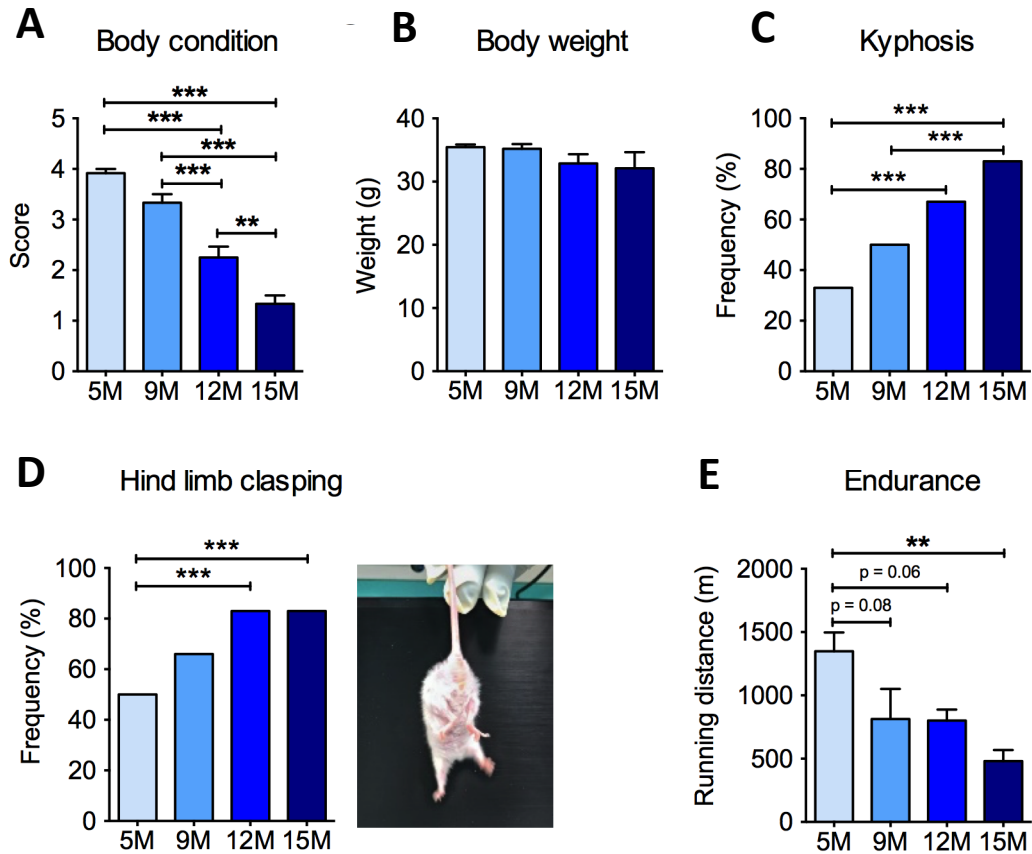 A
Body condition
Score
5
4
3
2
1
0
***
***
***
***
**
5M 9M 12M 15M
B
Body weight
Weight (g)
40
30
20
10
0
5M 9M 12M 15M
C
Kyphosis
Frequency (%)
100
80
60
40
20
0
***
***
***
5M 9M 12M 15M
D
Hind limb clasping
Frequency (%)
100
80
60
40
20
0
***
***
5M 9M 12M 15M
E
Endurance
Running distance (m)
2000
1500
1000
500
0
**
p = 0.06
p = 0.08
5M 9M 12M 15M